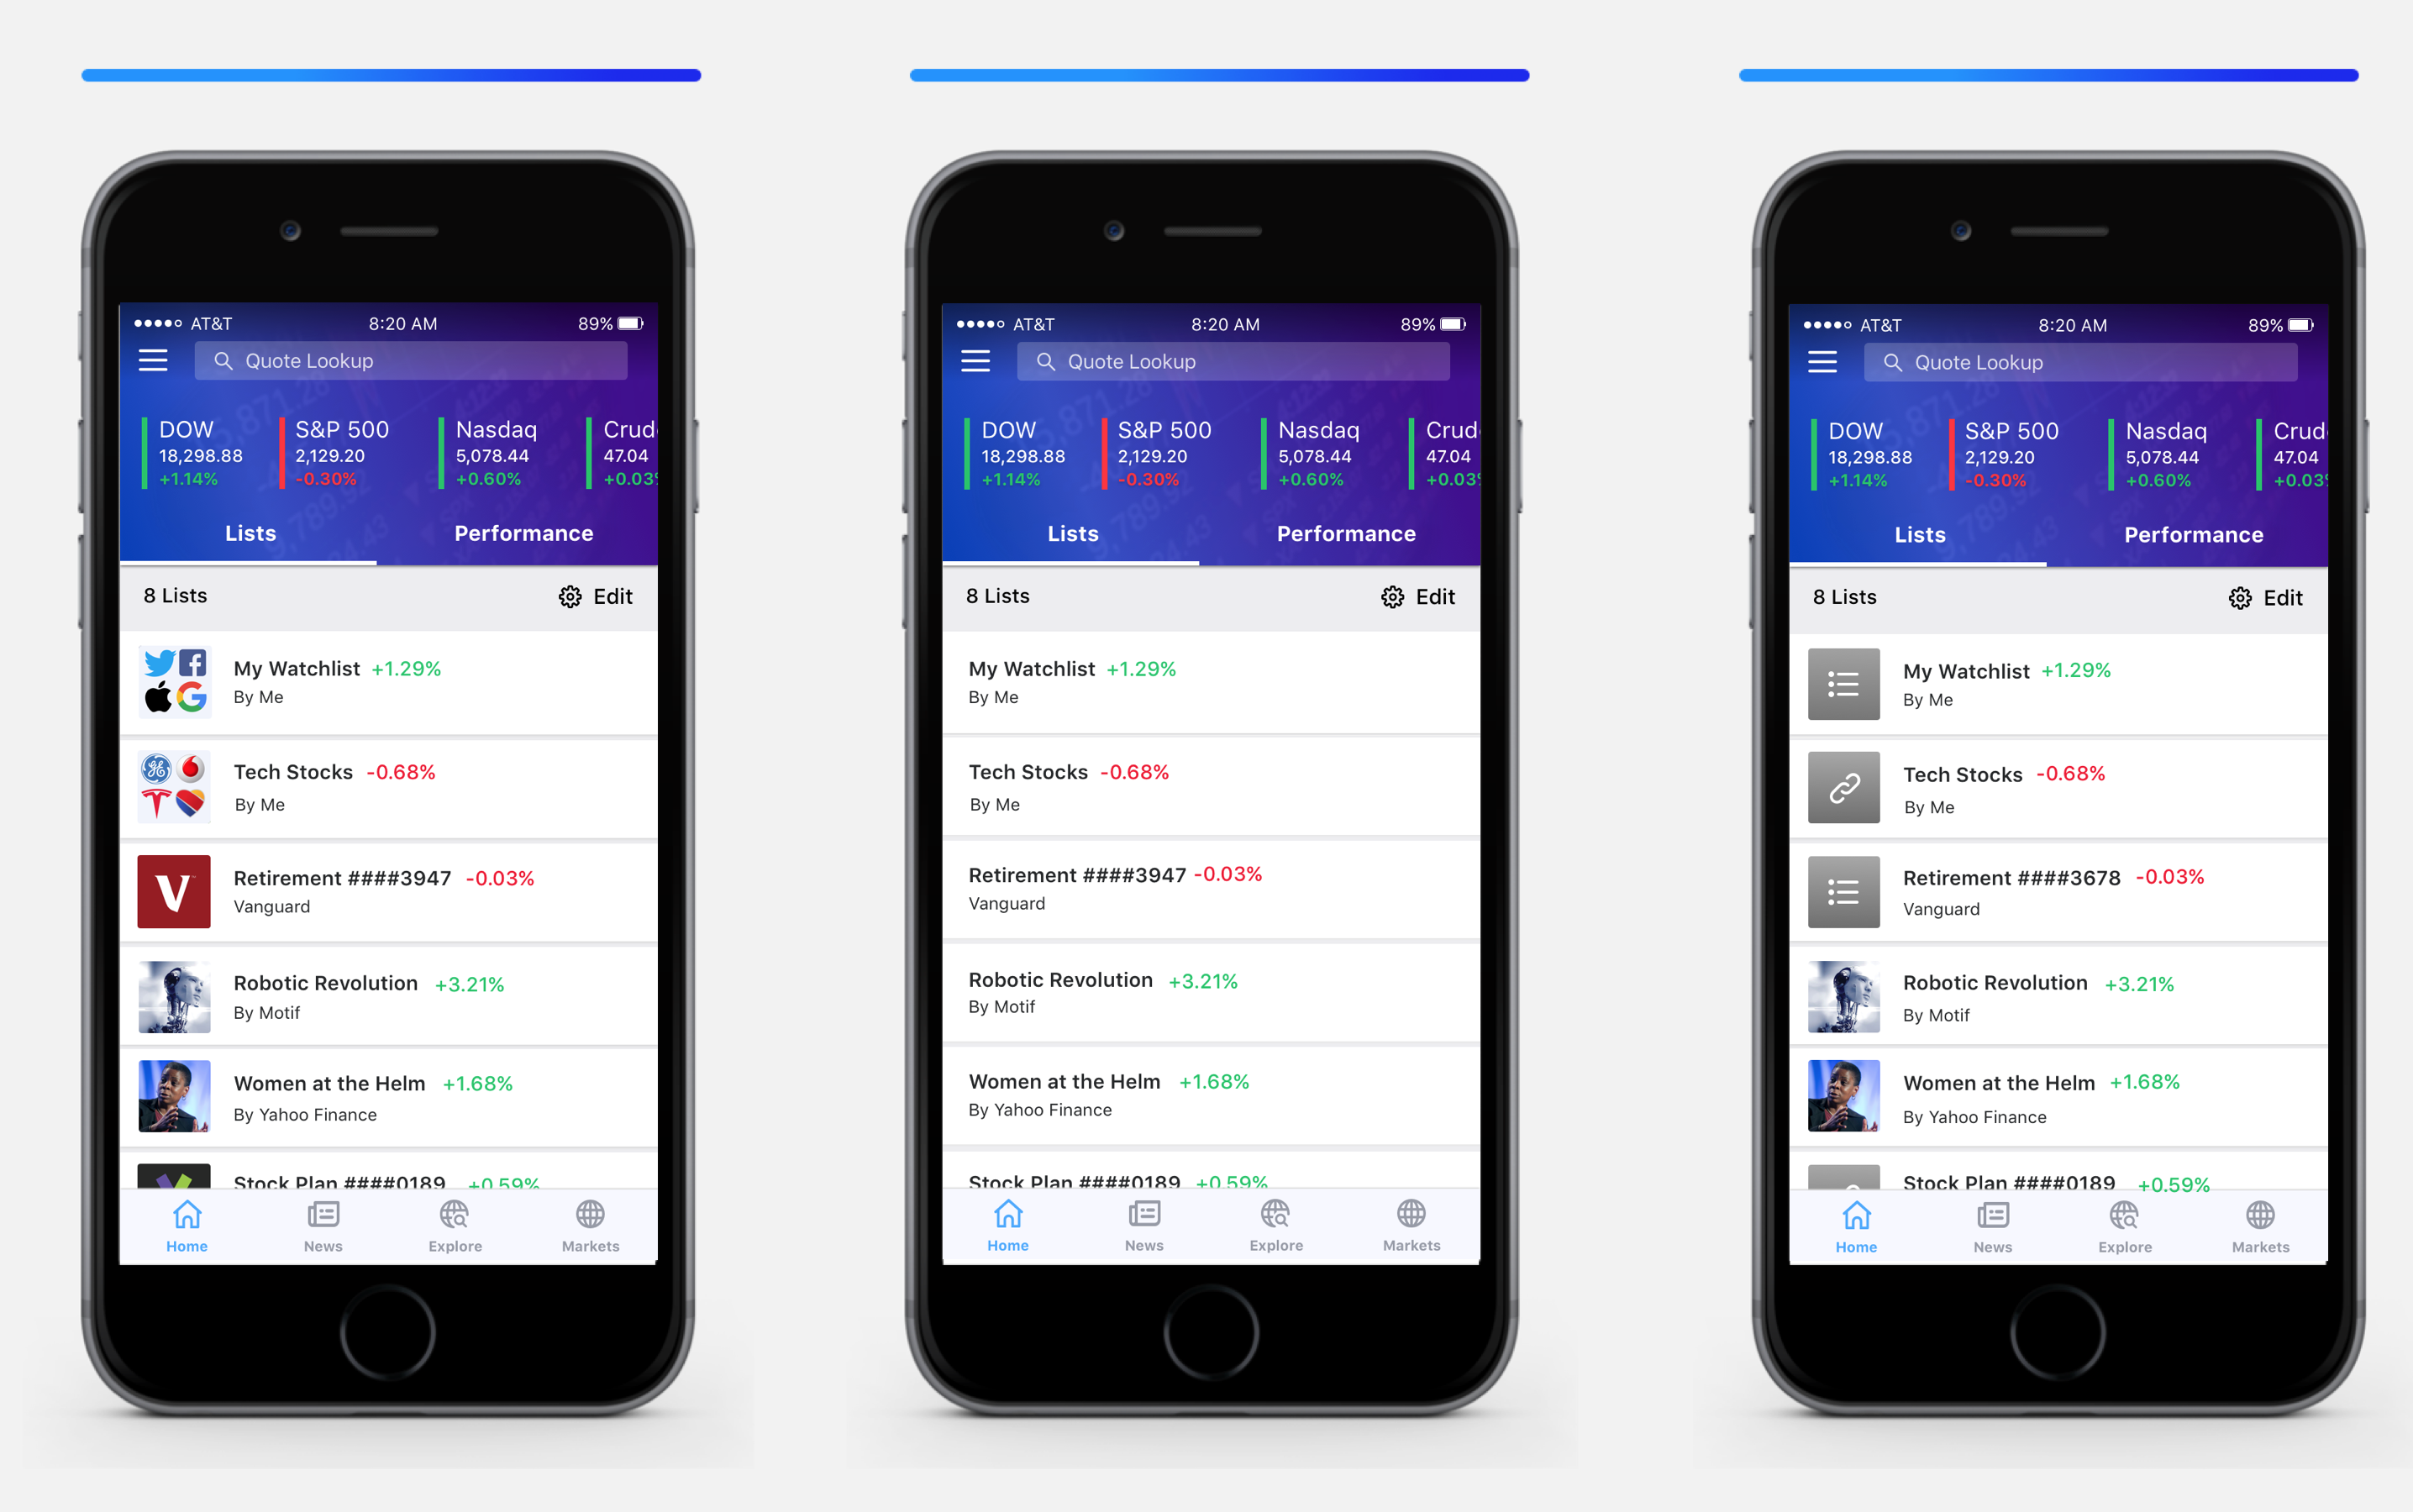 AT&T 8:20 AM 89%
Quote Lookup
DOW S&P 500 Nasdaq Crud
18,298.88 2,129.20 5,078.44 47.04
+1.14% -0.30% +0.60% +0.03
Lists Performance
8 Lists Edit
My Watchlist +1.29%
By Me
Tech Stocks -0.68%
By Me
Retirement ####3947 -0.03%
Vanguard
Robotic Revolution +3.21%
By Motif
Women at the Helm +1.68%
By Yahoo Finance
Stock Plan ####0189 +0.59%
Home News Explore Markets
AT&T 8:20 AM 89%
Quote Lookup
DOW S&P 500 Nasdaq Crud
18,298.88 2,129.20 5,078.44 47.04
+1.14% -0.30% +0.60% +0.03
Lists Performance
8 Lists Edit
My Watchlist +1.29%
By Me
Tech Stocks -0.68%
By Me
Retirement ####3947 -0.03%
Vanguard
Robotic Revolution +3.21%
By Motif
Women at the Helm +1.68%
By Yahoo Finance
Stock Plan ####0189 +0.59%
Home News Explore Markets
AT&T 8:20 AM 89%
Quote Lookup
DOW S&P 500 Nasdaq Crud
18,298.88 2,129.20 5,078.44 47.04
+1.14% -0.30% +0.60% +0.03
Lists Performance
8 Lists Edit
My Watchlist +1.29%
By Me
Tech Stocks -0.68%
By Me
Retirement ####3678 -0.03%
Vanguard
Robotic Revolution +3.21%
By Motif
Women at the Helm +1.68%
By Yahoo Finance
Stock Plan ####0189 +0.59%
Home News Explore Markets